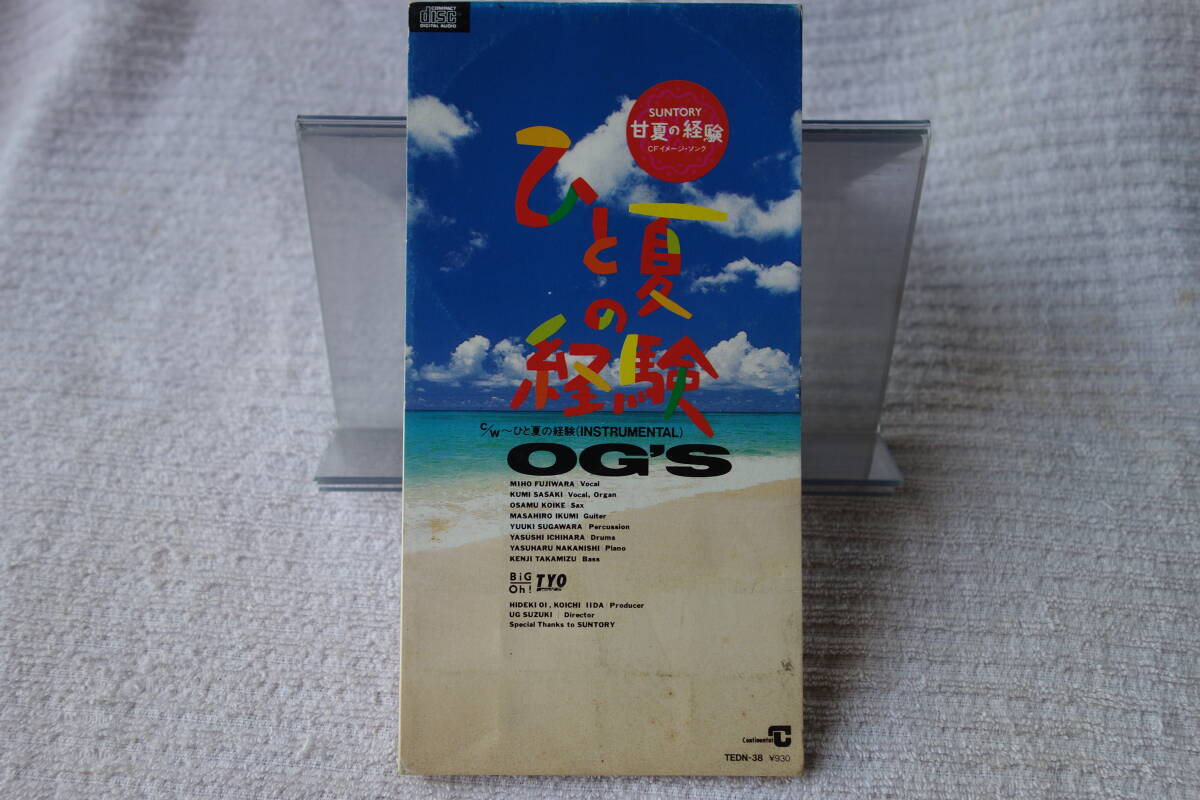 COMPACT
disc
DIGITAL AUDIO
SUNTORY
甘夏の経験
CFイメージ・ソング
ひと夏の経験
C/W～ひと夏の経験(INSTRUMENTAL)
OG'S
MIHO FUJIWARA Vocal
KUMI SASAKI Vocal, Organ
OSAMU KOIKE Sax
MASAHIRO IKUMI Guiter
YUUKI SUGAWARA Percussion
YASUSHI ICHIHARA Drums
YASUHARU NAKANISHI Piano
KENJI TAKAMIZU Bass
BiG
Oh!
TYO
HIDEKI OI, KOICHI IIDA Producer
UG SUZUKI Director
Special Thanks to SUNTORY
Continental
TEDN-38 ¥930